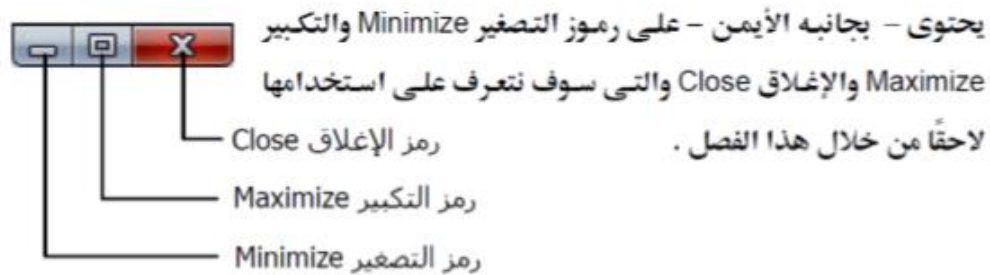 يحتوى – بجانبه الأيمن – على رموز التصغير Minimize والتكبير
Maximize والإغلاق Close والتى سوف نتعرف على استخدامها
لاحقًا من خلال هذا الفصل .
رمز الإغلاق Close
رمز التكبير Maximize
رمز التصغير Minimize